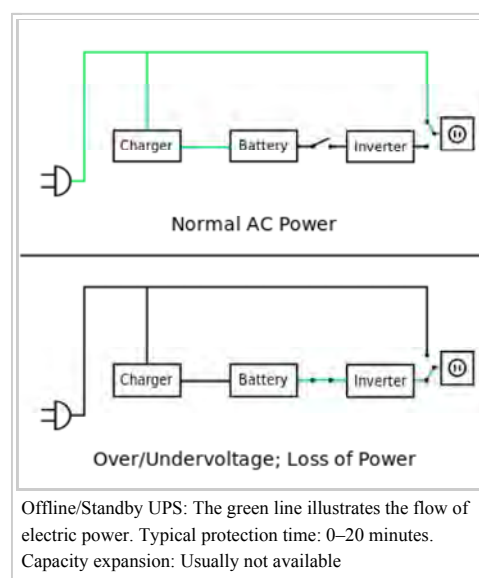 Charger Battery Inverter
Normal AC Power
Charger Battery Inverter
Over/Undervoltage; Loss of Power
Offline/Standby UPS: The green line illustrates the flow of
electric power. Typical protection time: 0–20 minutes.
Capacity expansion: Usually not available